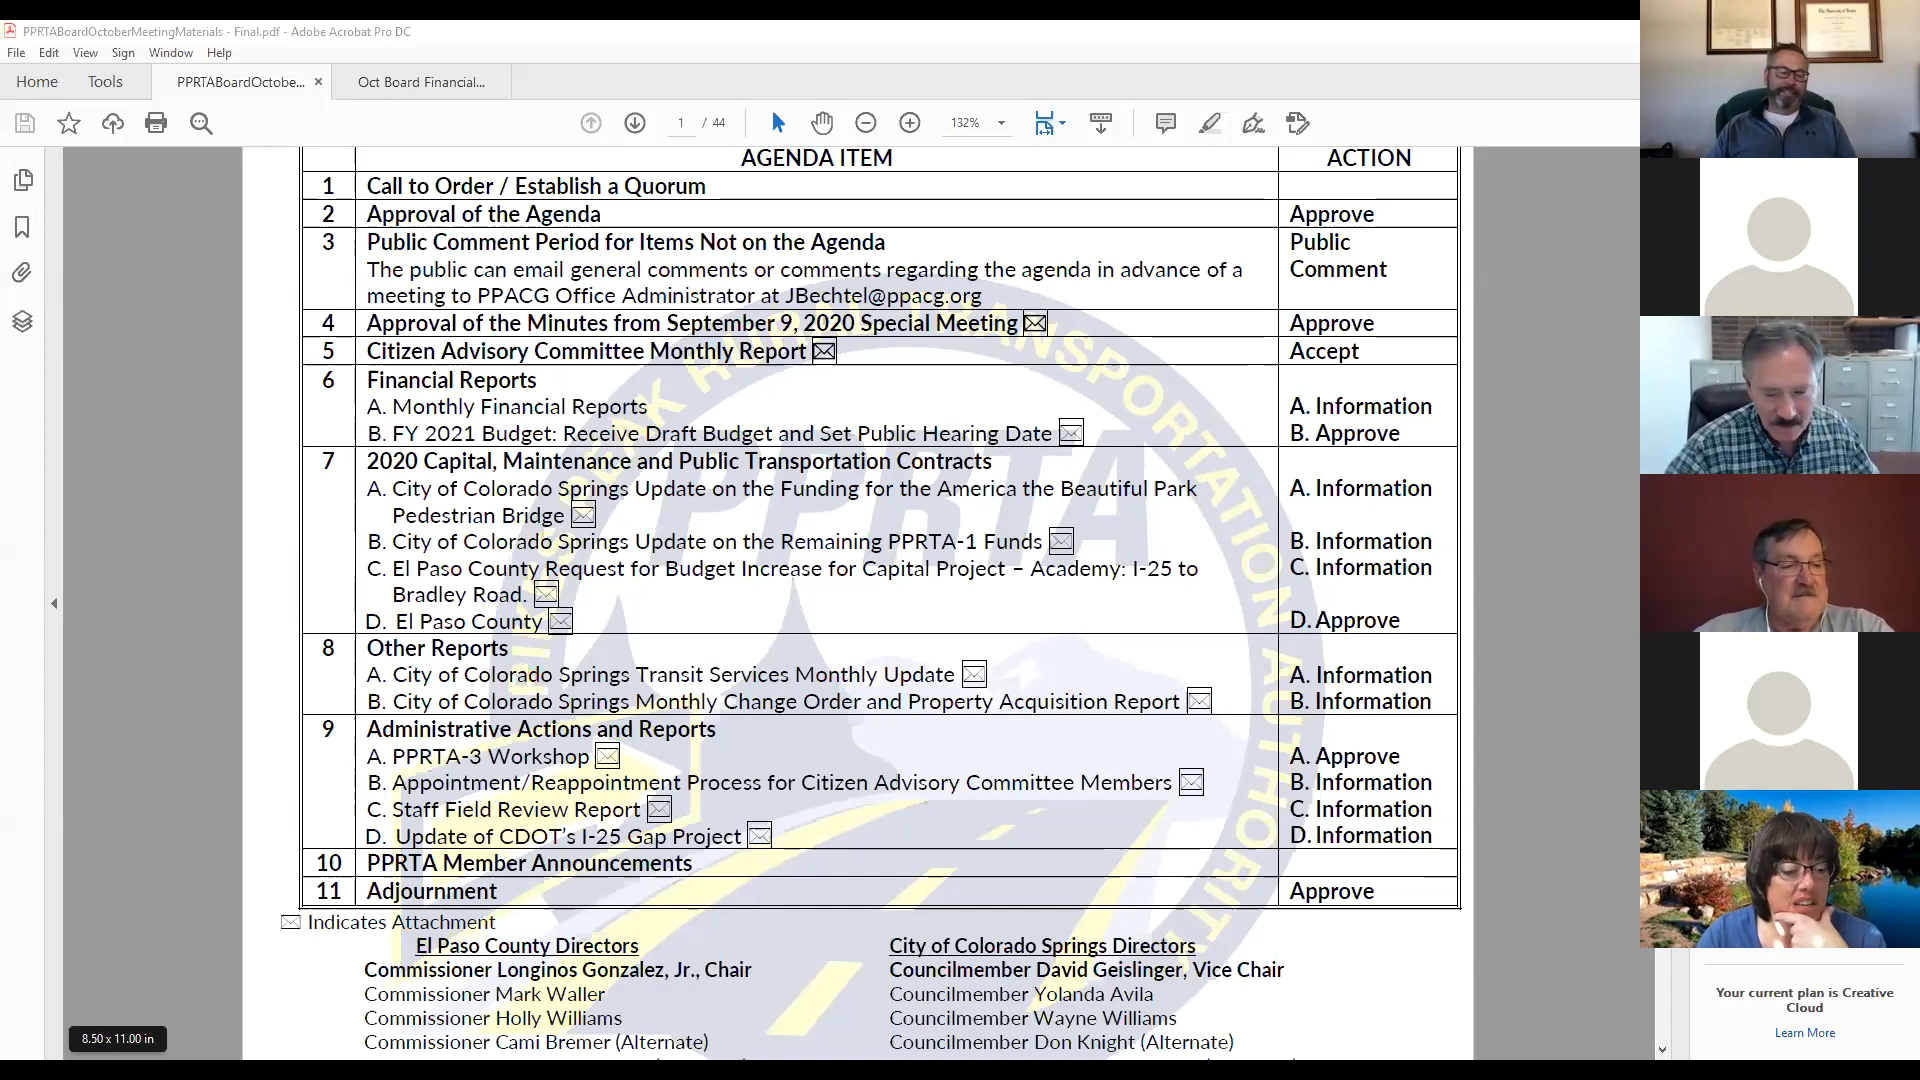 PPRTABoardOctoberMeetingMaterials - Final.pdf - Adobe Acrobat Pro DC
File Edit View Sign Window Help
Home Tools PPRTABoardOctobe... × Oct Board Financial...
1 / 44 132%
AGENDA ITEM ACTION
1 Call to Order / Establish a Quorum
2 Approval of the Agenda Approve
3 Public Comment Period for Items Not on the Agenda Public
The public can email general comments or comments regarding the agenda in advance of a Comment
meeting to PPACG Office Administrator at JBechtel@ppacg.org
4 Approval of the Minutes from September 9, 2020 Special Meeting Approve
5 Citizen Advisory Committee Monthly Report Accept
6 Financial Reports
A. Monthly Financial Reports A. Information
B. FY 2021 Budget: Receive Draft Budget and Set Public Hearing Date B. Approve
7 2020 Capital, Maintenance and Public Transportation Contracts
A. City of Colorado Springs Update on the Funding for the America the Beautiful Park A. Information
Pedestrian Bridge
B. City of Colorado Springs Update on the Remaining PPRTA-1 Funds B. Information
C. El Paso County Request for Budget Increase for Capital Project – Academy: I-25 to C. Information
Bradley Road.
D. El Paso County D. Approve
8 Other Reports
A. City of Colorado Springs Transit Services Monthly Update A. Information
B. City of Colorado Springs Monthly Change Order and Property Acquisition Report B. Information
9 Administrative Actions and Reports
A. PPRTA-3 Workshop A. Approve
B. Appointment/Reappointment Process for Citizen Advisory Committee Members B. Information
C. Staff Field Review Report C. Information
D. Update of CDOT's I-25 Gap Project D. Information
10 PPRTA Member Announcements
11 Adjournment Approve
Indicates Attachment
El Paso County Directors City of Colorado Springs Directors
Commissioner Longinos Gonzalez, Jr., Chair Councilmember David Geislinger, Vice Chair
Commissioner Mark Waller Councilmember Yolanda Avila
Commissioner Holly Williams Councilmember Wayne Williams
Commissioner Cami Bremer (Alternate) Councilmember Don Knight (Alternate)
PIKES PEAK RURAL TRANSPORTATION AUTHORITY
PPRTA
8.50 x 11.00 in
Your current plan is Creative
Cloud
Learn More